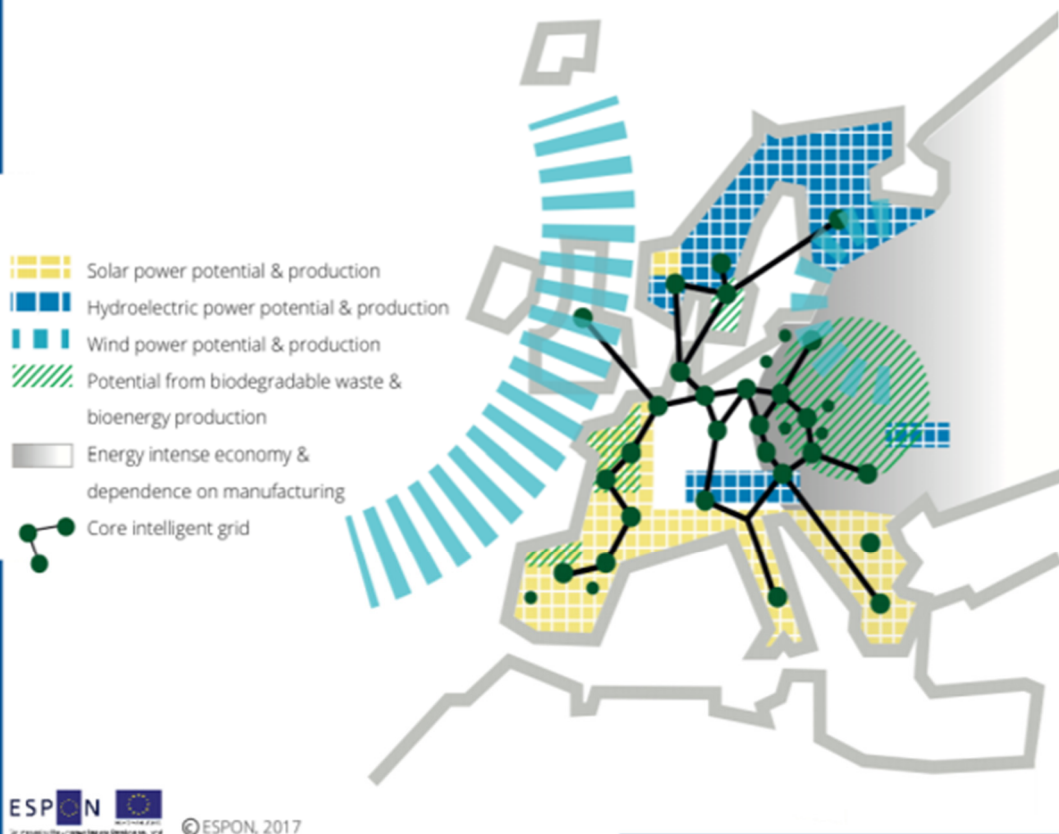 Solar power potential & production
Hydroelectric power potential & production
Wind power potential & production
Potential from biodegradable waste &
bioenergy production
Energy intense economy &
dependence on manufacturing
Core intelligent grid
ESPON
© ESPON, 2017